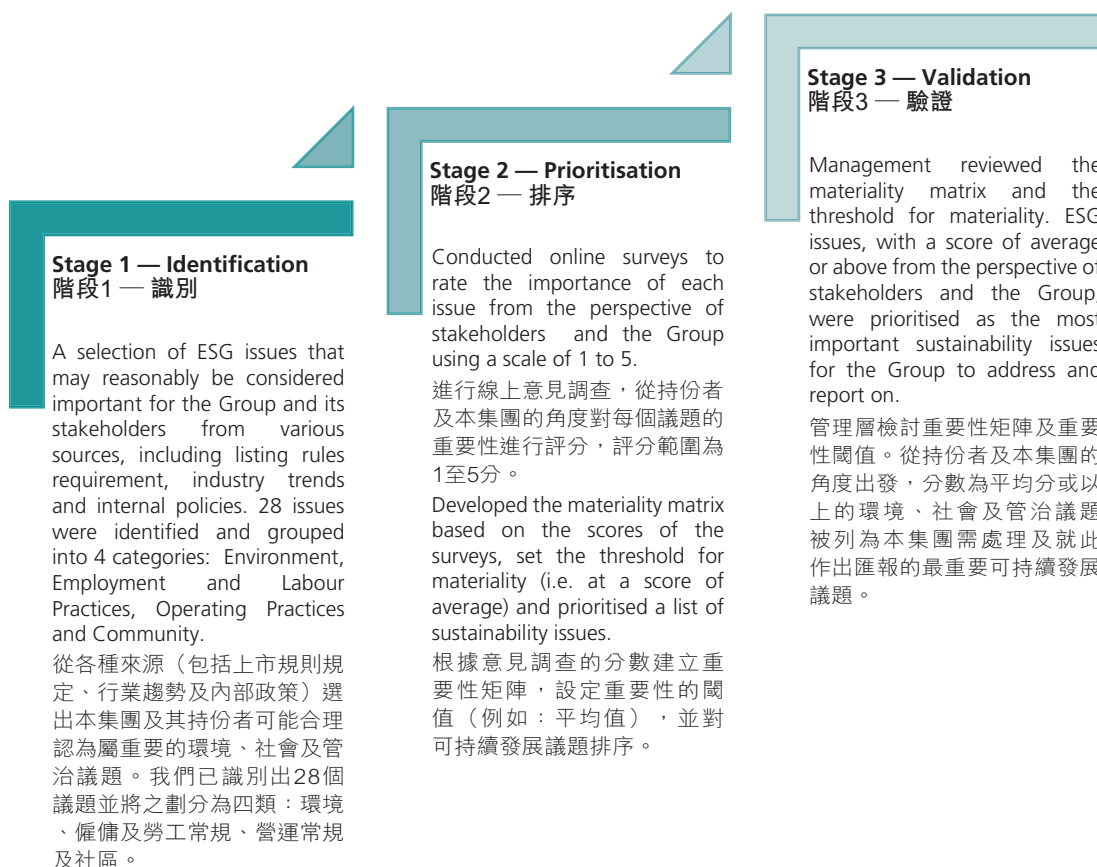 Stage 1 — Identification
階段1 — 識別
A selection of ESG issues that
may reasonably be considered
important for the Group and its
stakeholders from various
sources, including listing rules
requirement, industry trends
and internal policies. 28 issues
were identified and grouped
into 4 categories: Environment,
Employment and Labour
Practices, Operating Practices
and Community.
從各種來源（包括上市規則規
定、行業趨勢及內部政策）選
出本集團及其持份者可能合理
認為屬重要的環境、社會及管
治議題。我們已識別出28個
議題並將之劃分為四類：環境
、僱傭及勞工常規、營運常規
及社區。
Stage 2 — Prioritisation
階段2 — 排序
Conducted online surveys to
rate the importance of each
issue from the perspective of
stakeholders and the Group
using a scale of 1 to 5.
進行線上意見調查，從持份者
及本集團的角度對每個議題的
重要性進行評分，評分範圍為
1至5分。
Developed the materiality matrix
based on the scores of the
surveys, set the threshold for
materiality (i.e. at a score of
average) and prioritised a list of
sustainability issues.
根據意見調查的分數建立重
要性矩陣，設定重要性的閾
值（例如：平均值），並對
可持續發展議題排序。
Stage 3 — Validation
階段3 — 驗證
Management reviewed the
materiality matrix and the
threshold for materiality. ESG
issues, with a score of average
or above from the perspective of
stakeholders and the Group,
were prioritised as the most
important sustainability issues
for the Group to address and
report on.
管理層檢討重要性矩陣及重要
性閾值。從持份者及本集團的
角度出發，分數為平均分或以
上的環境、社會及管治議題
被列為本集團需處理及就此
作出匯報的最重要可持續發展
議題。